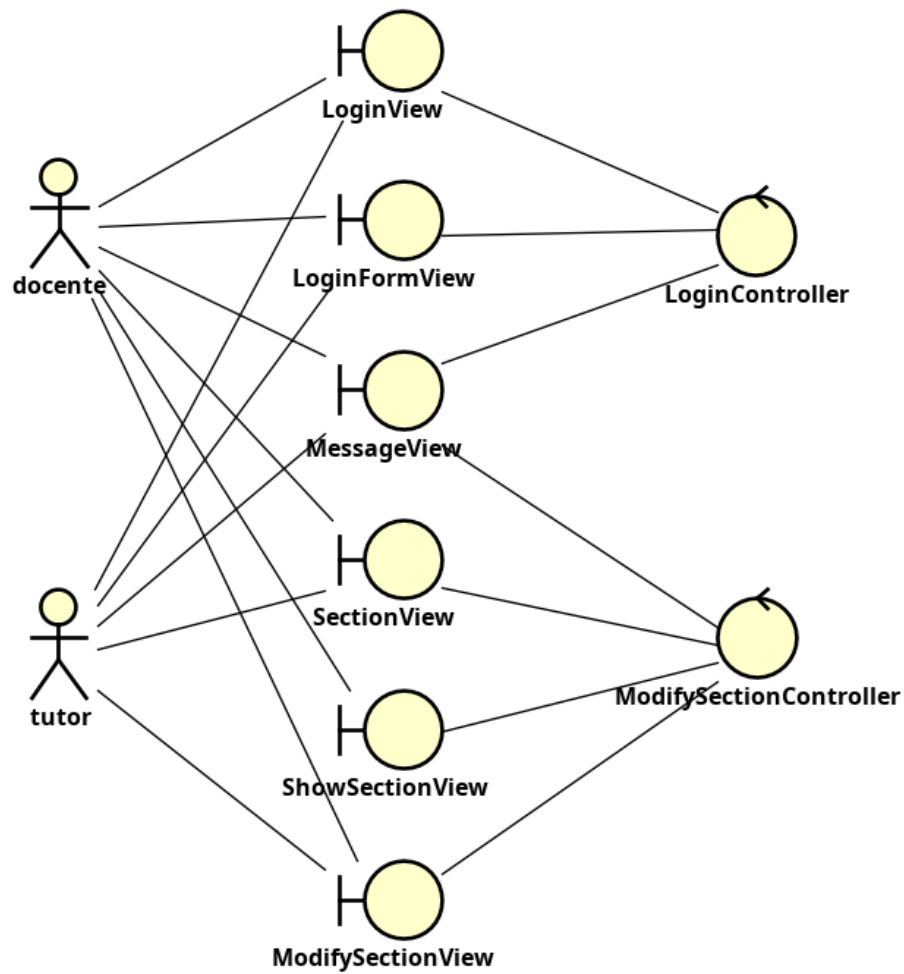 LoginView
docente
LoginFormView
LoginController
MessageView
SectionView
ModifySectionController
tutor
ShowSectionView
ModifySectionView